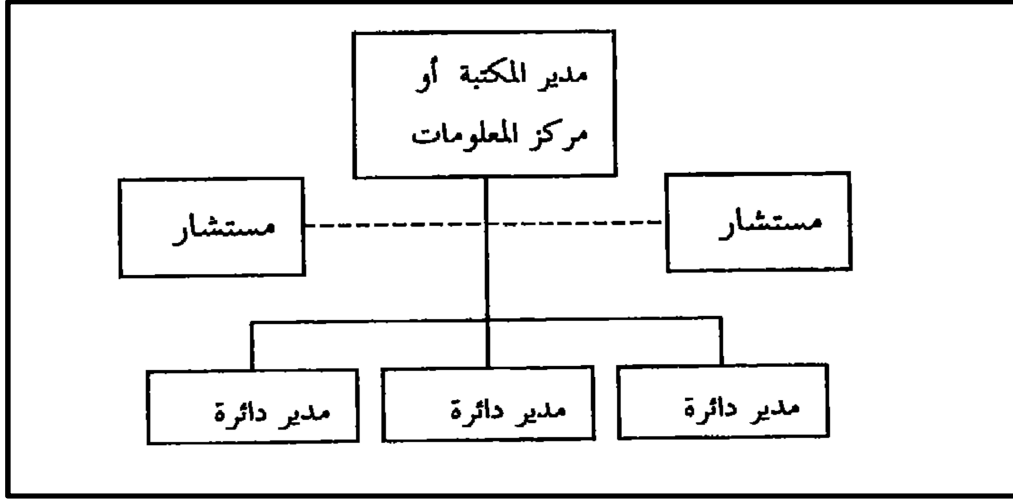 مدير المكتبة أو
مركز المعلومات
مستشار
مستشار
مدير دائرة
مدير دائرة
مدير دائرة